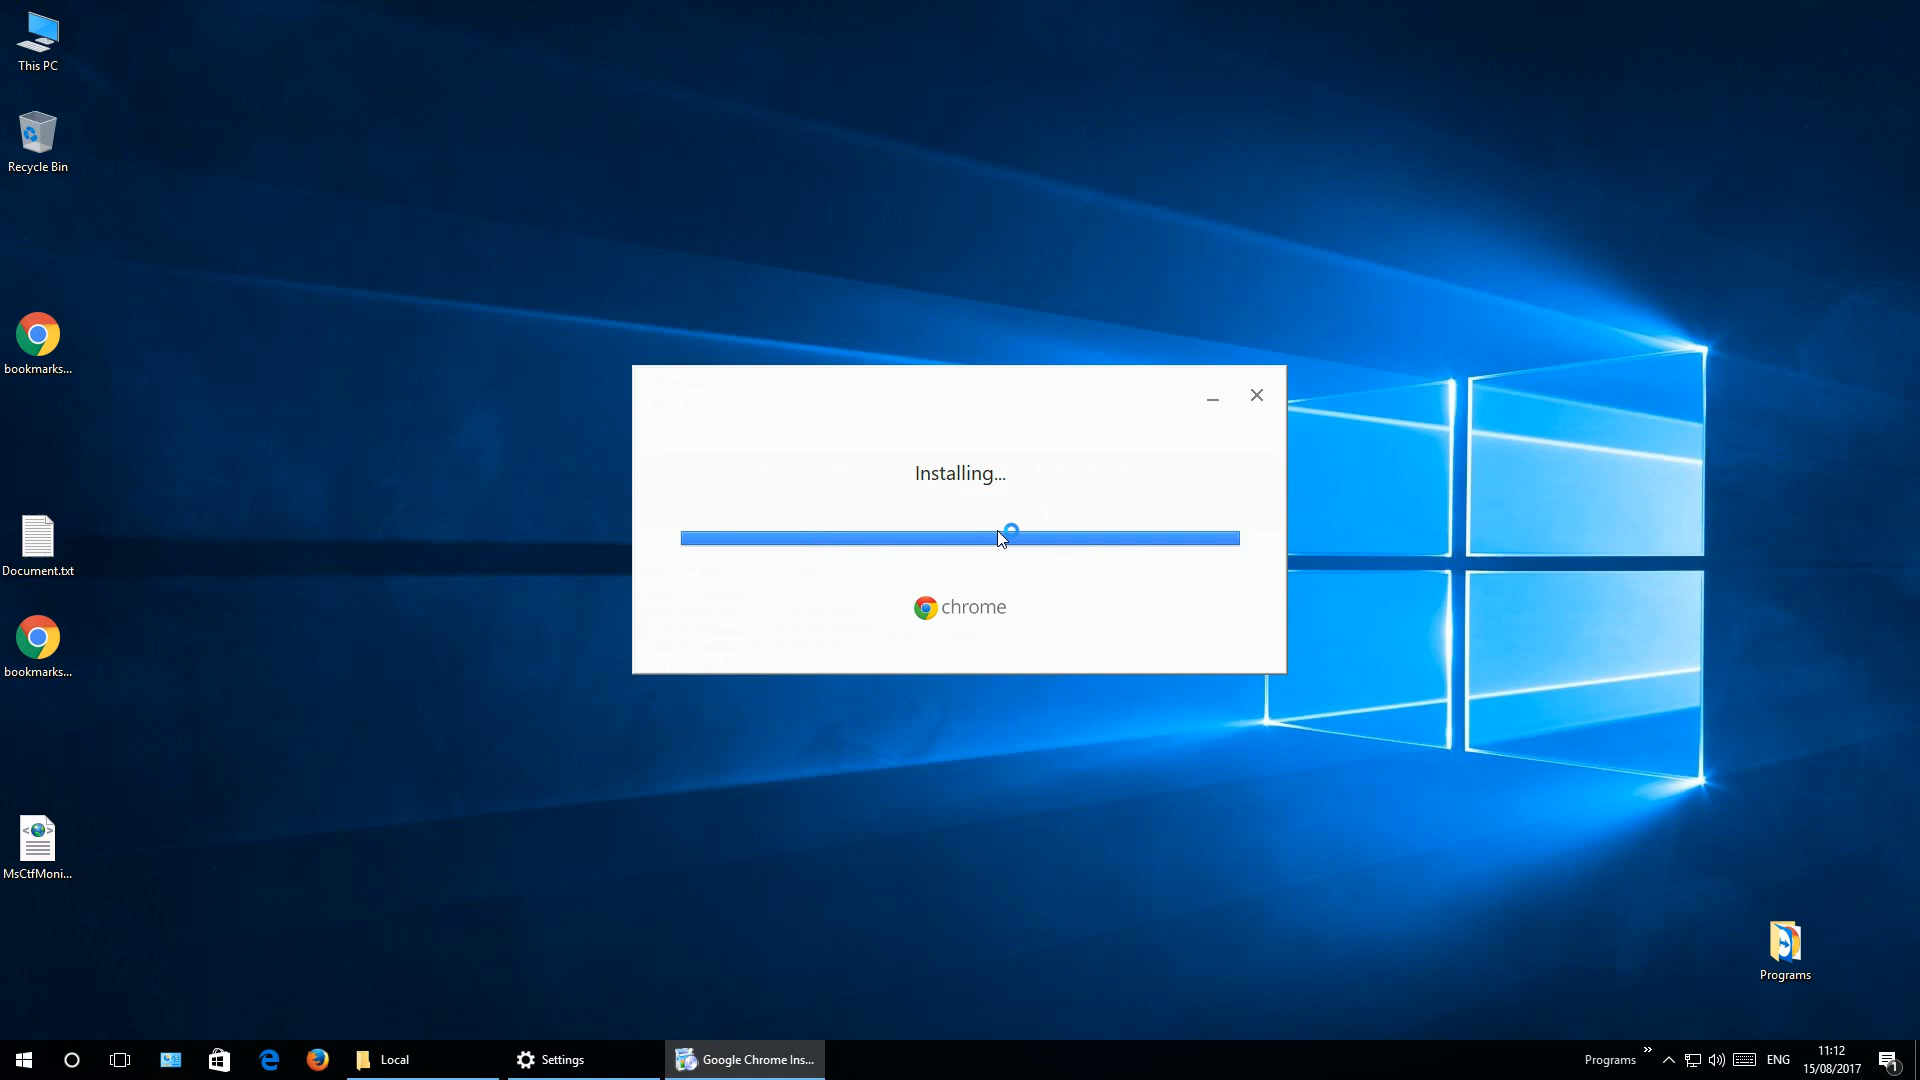 This PC
Recycle Bin
bookmarks...
Document.txt
bookmarks...
MsCtfMoni...
Installing...
chrome
Programs
Local
Settings
Google Chrome Ins...
Programs
ENG
11:12
15/08/2017
1